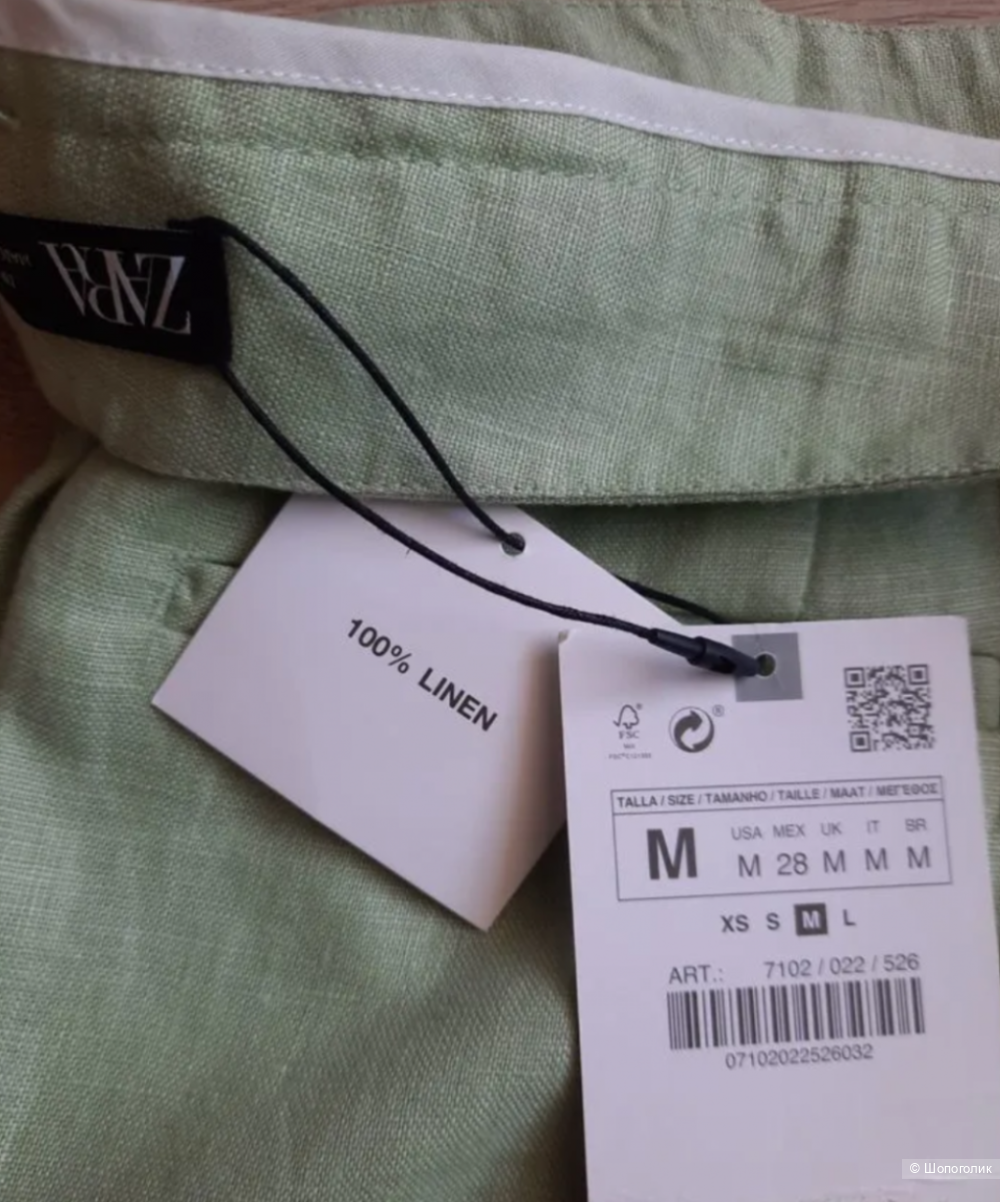 ZARA
100% LINEN
FSC
TALLA / SIZE / TAMANHO / TAILLE / MAAT / ΜΕΓΕΘΟΣ
M
USA MEX UK IT BR
M 28 M M M
XS S M L
ART.: 7102 / 022 / 526
07102022526032
© Шопоголик